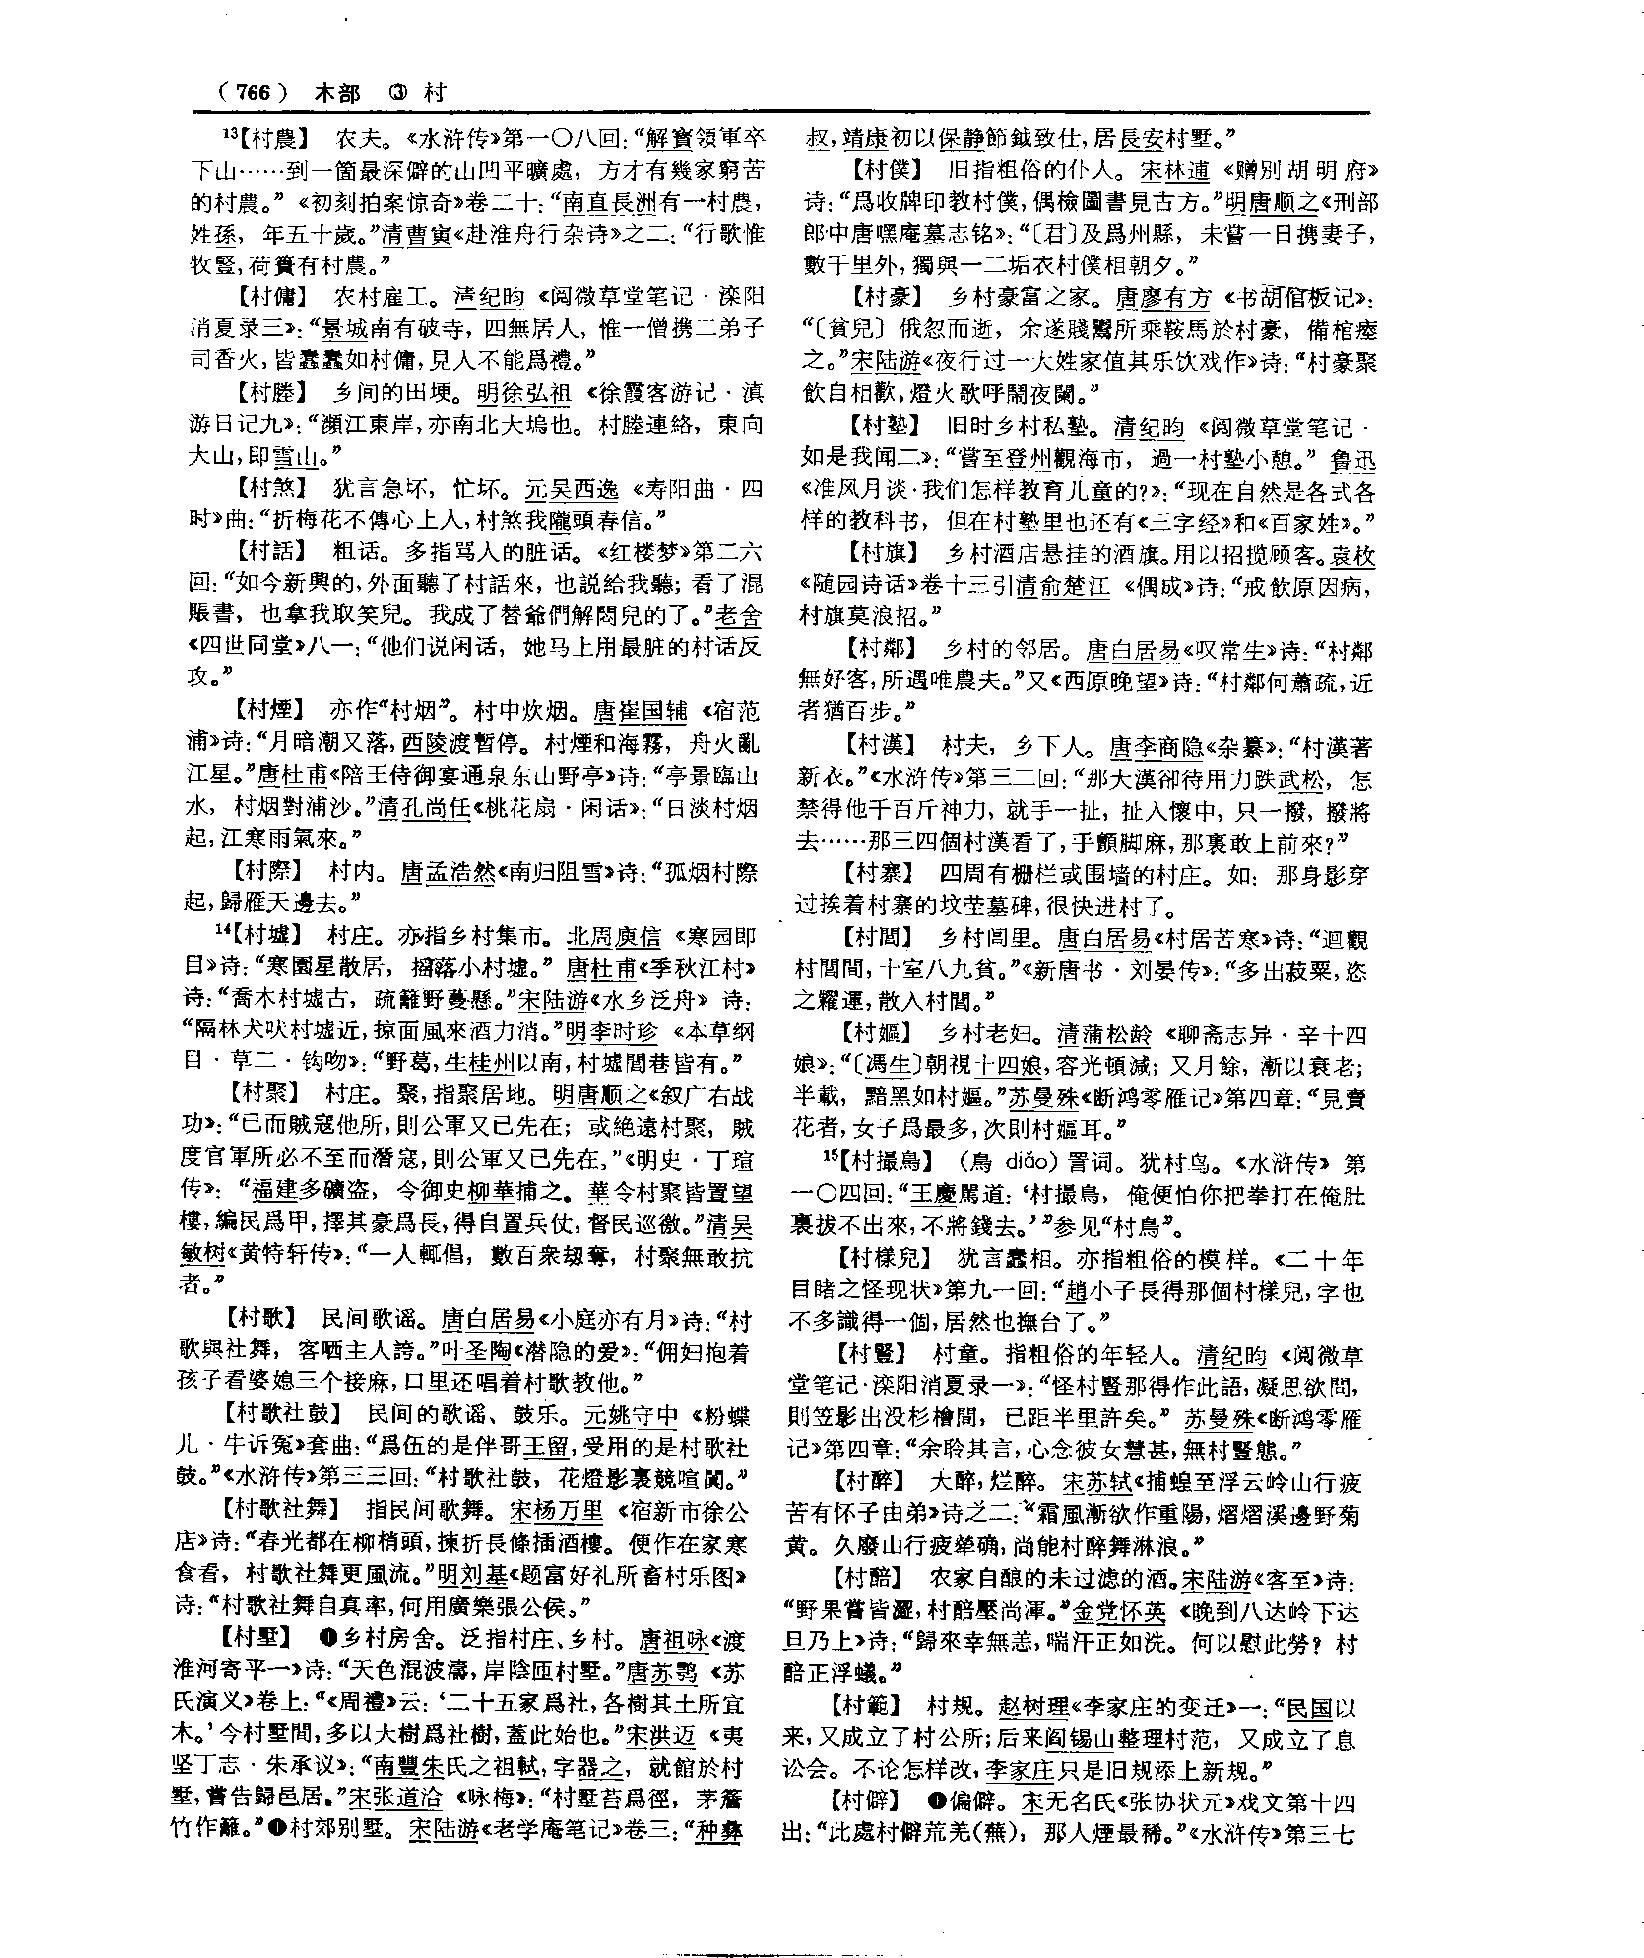 （766） 木部 ③ 村
¹³【村農】 农夫。《水浒传》第一〇八回：“解寶領軍卒
下山……到一箇最深僻的山凹平曠處，方才有幾家窮苦
的村農。”《初刻拍案惊奇》卷二十：“南直長洲有一村農，
姓孫，年五十歲。”清曹寅《赴淮舟行杂诗》之二：“行歌惟
牧豎，荷蕢有村農。”
【村傭】 农村雇工。清纪昀《阅微草堂笔记·滦阳
消夏录三》：“景城南有破寺，四無居人，惟一僧携二弟子
司香火，皆蠢蠢如村傭，見人不能爲禮。”
【村塍】 乡间的田埂。明徐弘祖《徐霞客游记·滇
游日记九》：“瀕江東岸，亦南北大塢也。村塍連絡，東向
大山，即雪山。”
【村煞】 犹言急坏，忙坏。元吴西逸《寿阳曲·四
时》曲：“折梅花不傳心上人，村煞我隴頭春信。”
【村話】 粗话。多指骂人的脏话。《红楼梦》第二六
回：“如今新興的，外面聽了村話來，也説給我聽；看了混
賬書，也拿我取笑兒。我成了替爺們解悶兒的了。”老舍
《四世同堂》八一：“他们说闲话，她马上用最脏的村话反
攻。”
【村煙】 亦作“村烟”。村中炊烟。唐崔国辅《宿范
浦》诗：“月暗潮又落，西陵渡暫停。村煙和海霧，舟火亂
江星。”唐杜甫《陪王侍御宴通泉东山野亭》诗：“亭景臨山
水，村烟對浦沙。”清孔尚任《桃花扇·闲话》：“日淡村烟
起，江寒雨氣來。”
【村際】 村内。唐孟浩然《南归阻雪》诗：“孤烟村際
起，歸雁天邊去。”
¹⁴【村墟】 村庄。亦指乡村集市。北周庾信《寒园即
目》诗：“寒園星散居，摇落小村墟。”唐杜甫《季秋江村》
诗：“喬木村墟古，疏籬野蔓懸。”宋陆游《水乡泛舟》诗：
“隔林犬吠村墟近，掠面風來酒力消。”明李时珍《本草纲
目·草二·钩吻》：“野葛，生桂州以南，村墟閭巷皆有。”
【村聚】 村庄。聚，指聚居地。明唐顺之《叙广右战
功》：“已而賊寇他所，則公軍又已先在；或絶遠村聚，賊
度官軍所必不至而潛寇，則公軍又已先在，”《明史·丁瑄
传》：“福建多礦盗，令御史柳華捕之。華令村聚皆置望
樓，編民爲甲，擇其豪爲長，得自置兵仗，督民巡徼。”清吴
敏树《黄特轩传》：“一人輒倡，數百衆刼奪，村聚無敢抗
者。”
【村歌】 民间歌谣。唐白居易《小庭亦有月》诗：“村
歌與社舞，客哂主人誇。”叶圣陶《潜隐的爱》：“佣妇抱着
孩子看婆媳三个接麻，口里还唱着村歌教他。”
【村歌社鼓】 民间的歌谣、鼓乐。元姚守中《粉蝶
儿·牛诉冤》套曲：“爲伍的是伴哥王留，受用的是村歌社
鼓。”《水浒传》第三三回：“村歌社鼓，花燈影裏競喧闐。”
【村歌社舞】 指民间歌舞。宋杨万里《宿新市徐公
店》诗：“春光都在柳梢頭，揀折長條插酒樓。便作在家寒
食看，村歌社舞更風流。”明刘基《题富好礼所畜村乐图》
诗：“村歌社舞自真率，何用廣樂張公侯。”
【村墅】 ❶乡村房舍。泛指村庄、乡村。唐祖咏《渡
淮河寄平一》诗：“天色混波濤，岸陰匝村墅。”唐苏鹗《苏
氏演义》卷上：“《周禮》云：‘二十五家爲社，各樹其土所宜
木。’今村墅間，多以大樹爲社樹，蓋此始也。”宋洪迈《夷
坚丁志·朱承议》：“南豐朱氏之祖軾，字器之，就館於村
墅，嘗告歸邑居。”宋张道洽《咏梅》：“村墅苔爲徑，茅簷
竹作籬。”❶村郊别墅。宋陆游《老学庵笔记》卷三：“种彝
叔，靖康初以保静節鉞致仕，居長安村墅。”
【村僕】 旧指粗俗的仆人。宋林逋《赠别胡明府》
诗：“爲收牌印教村僕，偶檢圖書見古方。”明唐顺之《刑部
郎中唐嘿庵墓志铭》：“〔君〕及爲州縣，未嘗一日携妻子，
數千里外，獨與一二垢衣村僕相朝夕。”
【村豪】 乡村豪富之家。唐廖有方《书胡倌板记》：
“〔貧兒〕俄忽而逝，余遂賤鬻所乘鞍馬於村豪，備棺瘞
之。”宋陆游《夜行过一大姓家值其乐饮戏作》诗：“村豪聚
飲自相歡，燈火歌呼鬧夜闌。”
【村塾】 旧时乡村私塾。清纪昀《阅微草堂笔记·
如是我闻二》：“嘗至登州觀海市，過一村塾小憩。”鲁迅
《准风月谈·我们怎样教育儿童的?》：“现在自然是各式各
样的教科书，但在村塾里也还有《三字经》和《百家姓》。”
【村旗】 乡村酒店悬挂的酒旗。用以招揽顾客。袁枚
《随园诗话》卷十三引清俞楚江《偶成》诗：“戒飲原因病，
村旗莫浪招。”
【村鄰】 乡村的邻居。唐白居易《叹常生》诗：“村鄰
無好客，所遇唯農夫。”又《西原晚望》诗：“村鄰何蕭疏，近
者猶百步。”
【村漢】 村夫，乡下人。唐李商隐《杂纂》：“村漢著
新衣。”《水浒传》第三二回：“那大漢卻待用力跌武松，怎
禁得他千百斤神力，就手一扯，扯入懷中，只一撥，撥將
去……那三四個村漢看了，手顫脚麻，那裏敢上前來?”
【村寨】 四周有栅栏或围墙的村庄。如：那身影穿
过挨着村寨的坟茔墓碑，很快进村了。
【村閭】 乡村闾里。唐白居易《村居苦寒》诗：“迴觀
村閭間，十室八九貧。”《新唐书·刘晏传》：“多出菽粟，恣
之糴運，散入村閭。”
【村嫗】 乡村老妇。清蒲松龄《聊斋志异·辛十四
娘》：“〔馮生〕朝視十四娘，容光頓減；又月餘，漸以衰老；
半載，黯黑如村嫗。”苏曼殊《断鸿零雁记》第四章：“見賣
花者，女子爲最多，次則村嫗耳。”
¹⁵【村撮鳥】（鳥 diǎo）詈词。犹村鸟。《水浒传》第
一〇四回：“王慶駡道：‘村撮鳥，俺便怕你把拳打在俺肚
裏拔不出來，不將錢去。’”参见“村鳥”。
【村樣兒】 犹言蠢相。亦指粗俗的模样。《二十年
目睹之怪现状》第九一回：“趙小子長得那個村樣兒，字也
不多識得一個，居然也撫台了。”
【村豎】 村童。指粗俗的年轻人。清纪昀《阅微草
堂笔记·滦阳消夏录一》：“怪村豎那得作此語，凝思欲問，
則笠影出没杉檜間，已距半里許矣。”苏曼殊《断鸿零雁
记》第四章：“余聆其言，心念彼女慧甚，無村豎態。”
【村醉】 大醉，烂醉。宋苏轼《捕蝗至浮云岭山行疲
苦有怀子由弟》诗之二：“霜風漸欲作重陽，熠熠溪邊野菊
黄。久廢山行疲犖确，尚能村醉舞淋浪。”
【村醅】 农家自酿的未过滤的酒。宋陆游《客至》诗：
“野果嘗皆澀，村醅壓尚渾。”金党怀英《晚到八达岭下达
旦乃上》诗：“歸來幸無恙，喘汗正如洗。何以慰此勞？村
醅正浮蟻。”
【村範】 村规。赵树理《李家庄的变迁》一：“民国以
来，又成立了村公所；后来阎锡山整理村范，又成立了息
讼会。不论怎样改，李家庄只是旧规添上新规。”
【村僻】 ❶偏僻。宋无名氏《张协状元》戏文第十四
出：“此處村僻荒羌(蕪)，那人煙最稀。”《水浒传》第三七